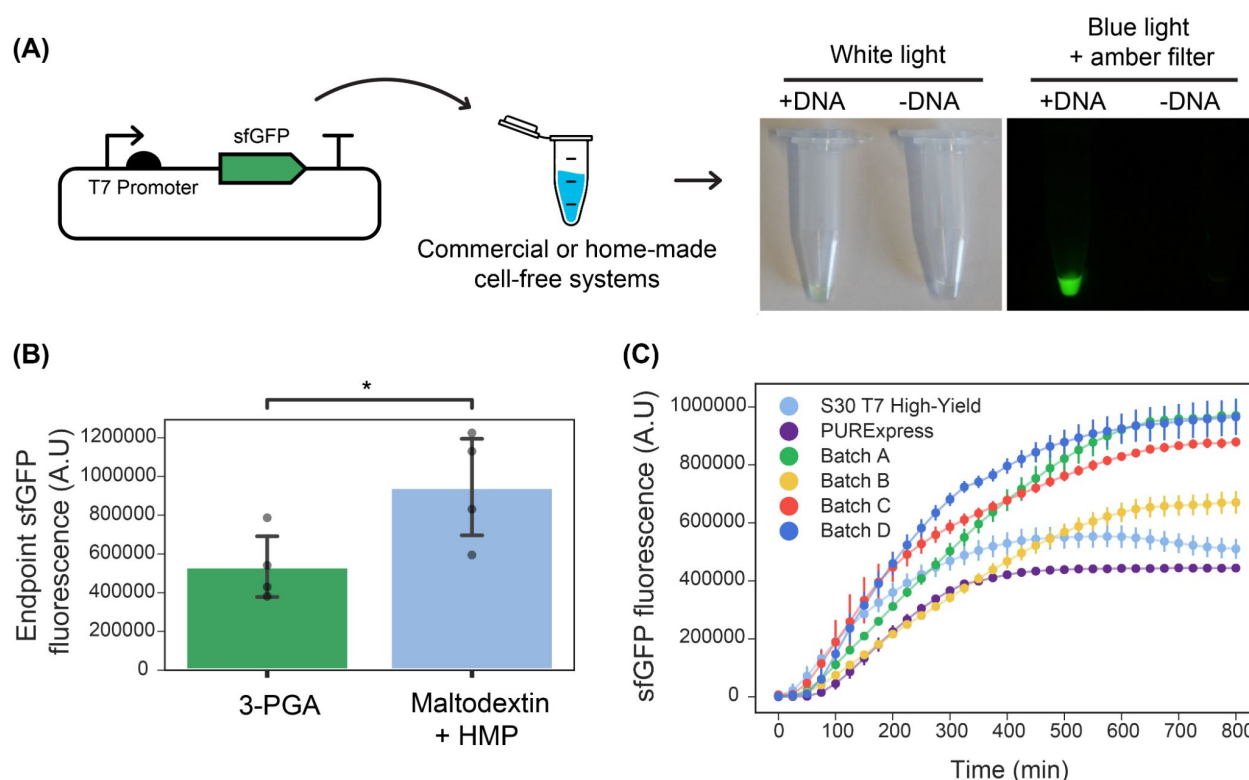 (A)
sfGFP
T7 Promoter
Commercial or home-made
cell-free systems
White light
+DNA -DNA
Blue light
+ amber filter
+DNA -DNA
(B)
*
Endpoint sfGFP
fluorescence (A.U)
1200000
1000000
800000
600000
400000
200000
0
3-PGA
Maltodextin
+ HMP
(C)
sfGFP fluorescence (A.U)
1000000
800000
600000
400000
200000
0
S30 T7 High-Yield
PURExpress
Batch A
Batch B
Batch C
Batch D
0 100 200 300 400 500 600 700 800
Time (min)